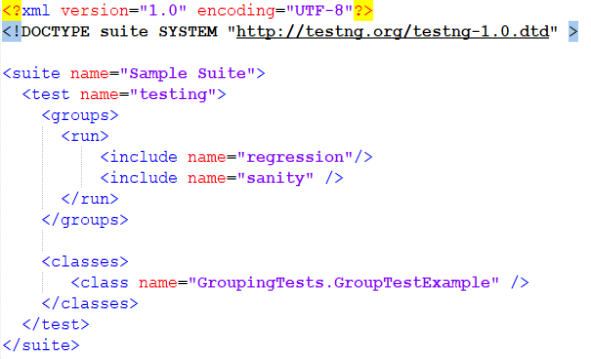 <?xml version="1.0" encoding="UTF-8"?>
<!DOCTYPE suite SYSTEM "http://testng.org/testng-1.0.dtd" >
<suite name="Sample Suite">
<test name="testing">
<groups>
<run>
<include name="regression"/>
<include name="sanity" />
</run>
</groups>
<classes>
<class name="GroupingTests.GroupTestExample" />
</classes>
</test>
</suite>